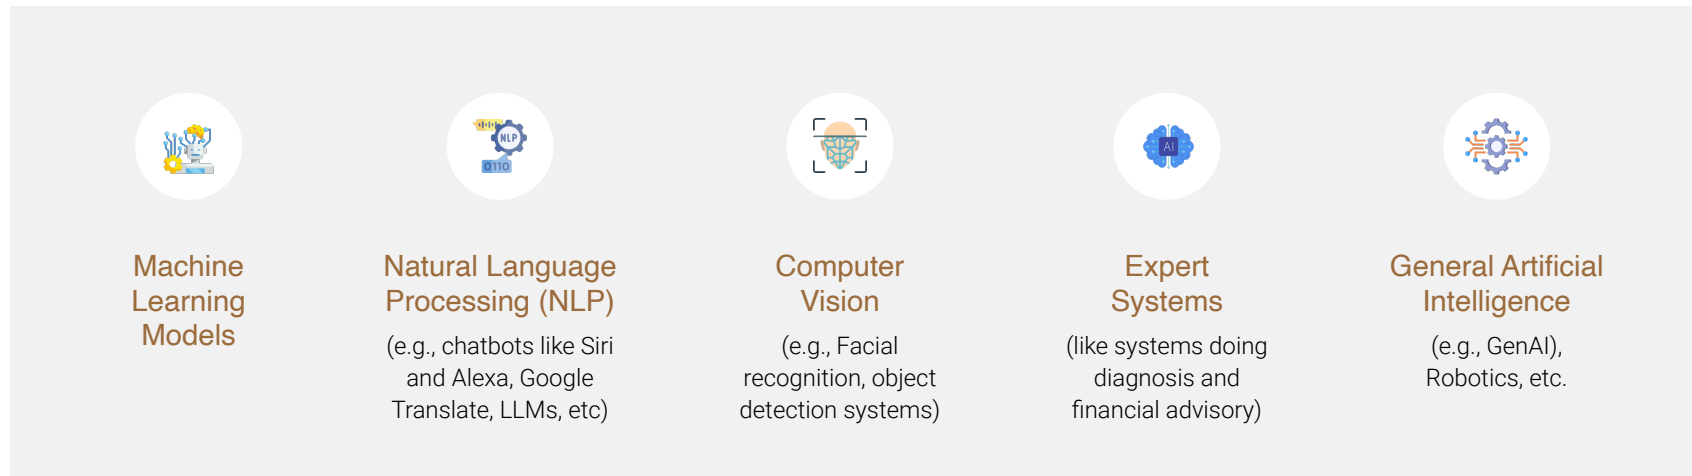 NLP
0110
AI
Machine
Learning
Models
Natural Language
Processing (NLP)
(e.g., chatbots like Siri
and Alexa, Google
Translate, LLMs, etc)
Computer
Vision
(e.g., Facial
recognition, object
detection systems)
Expert
Systems
(like systems doing
diagnosis and
financial advisory)
General Artificial
Intelligence
(e.g., GenAI),
Robotics, etc.